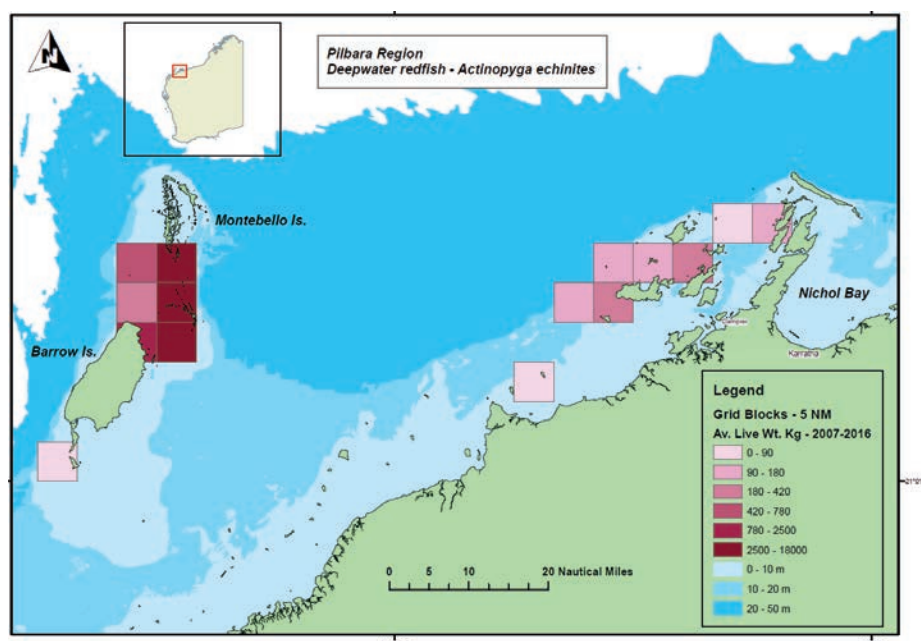 N
Pilbara Region
Deepwater redfish - Actinopyga echinites
Montebello Is.
Nichol Bay
Dampier
Barrow Is.
Karratha
Legend
Grid Blocks - 5 NM
Av. Live Wt. Kg - 2007-2016
0 - 90
90 - 180
180 - 420
420 - 780
780 - 2500
2500 - 18000
0 - 10 m
10 - 20 m
20 - 50 m
0 5 10 20 Nautical Miles